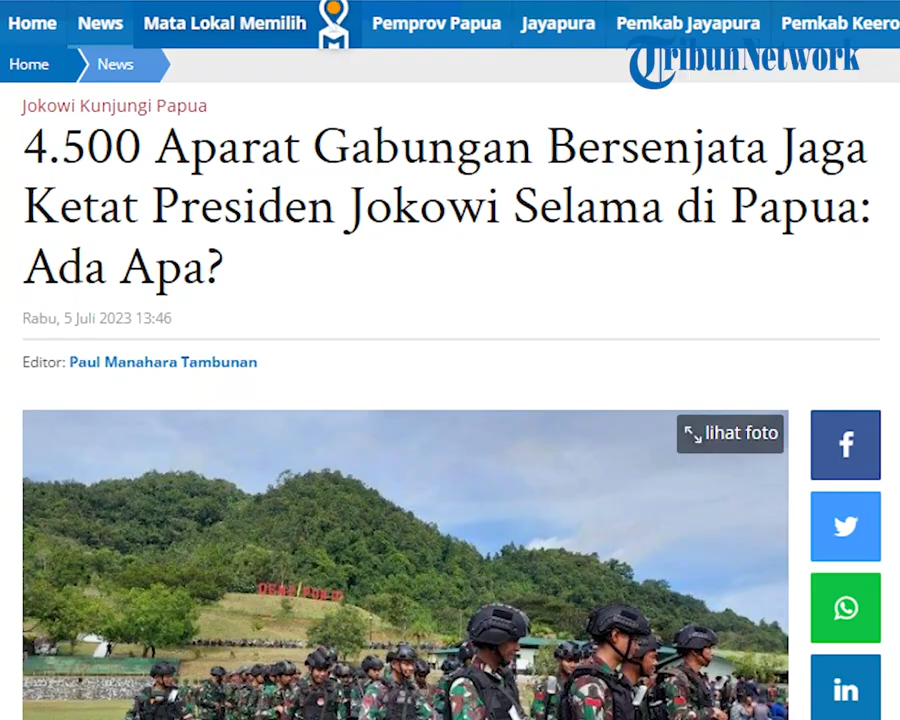 Home News Mata Lokal Memilih Pemprov Papua Jayapura Pemkab Jayapura Pemkab Keero
TribunNetwork
Home News
Jokowi Kunjungi Papua
4.500 Aparat Gabungan Bersenjata Jaga
Ketat Presiden Jokowi Selama di Papua:
Ada Apa?
Rabu, 5 Juli 2023 13:46
Editor: Paul Manahara Tambunan
lihat foto